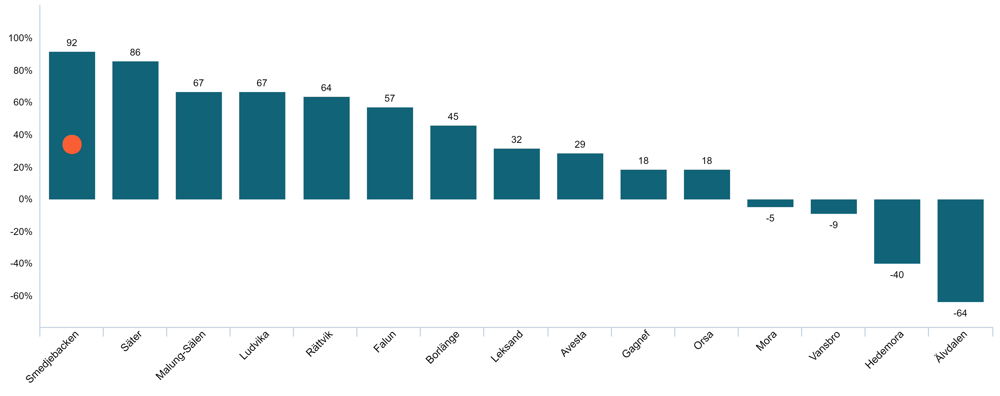 100%
80%
60%
40%
20%
0%
-20%
-40%
-60%
92
86
67
67
64
57
45
32
29
18
18
-5
-9
-40
-64
Smedjebacken
Säter
Malung-Sälen
Ludvika
Rättvik
Falun
Borlänge
Leksand
Avesta
Gagnef
Orsa
Mora
Vansbro
Hedemora
Älvdalen